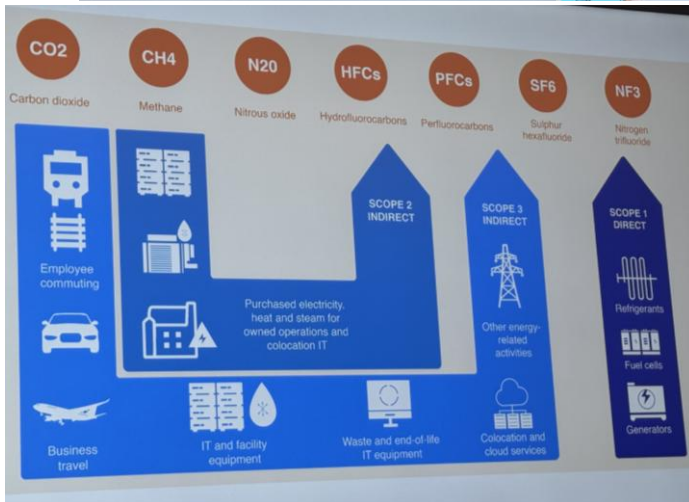 CO2
CH4
N20
HFCs
PFCs
SF6
NF3
Carbon dioxide
Methane
Nitrous oxide
Hydrofluorocarbons
Perfluorocarbons
Sulphur
hexafluoride
Nitrogen
trifluoride
Employee
commuting
Business
travel
Purchased electricity,
heat and steam for
owned operations and
colocation IT
SCOPE 2
INDIRECT
IT and facility
equipment
Waste and end-of-life
IT equipment
SCOPE 3
INDIRECT
Other energy-
related
activities
Colocation and
cloud services
SCOPE 1
DIRECT
Refrigerants
Fuel cells
Generators